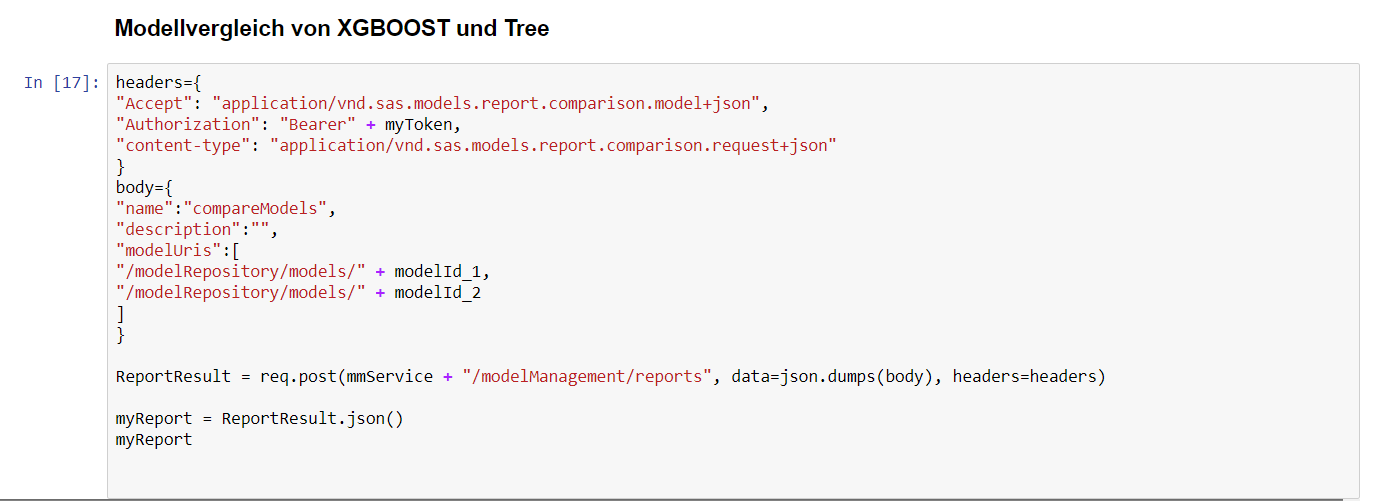 Modellvergleich von XGBOOST und Tree
In [17]:
headers={
"Accept": "application/vnd.sas.models.report.comparison.model+json",
"Authorization": "Bearer" + myToken,
"content-type": "application/vnd.sas.models.report.comparison.request+json"
}
body={
"name":"compareModels",
"description":"",
"modelUris":[
"/modelRepository/models/" + modelId_1,
"/modelRepository/models/" + modelId_2
]
}
ReportResult = req.post(mmService + "/modelManagement/reports", data=json.dumps(body), headers=headers)
myReport = ReportResult.json()
myReport